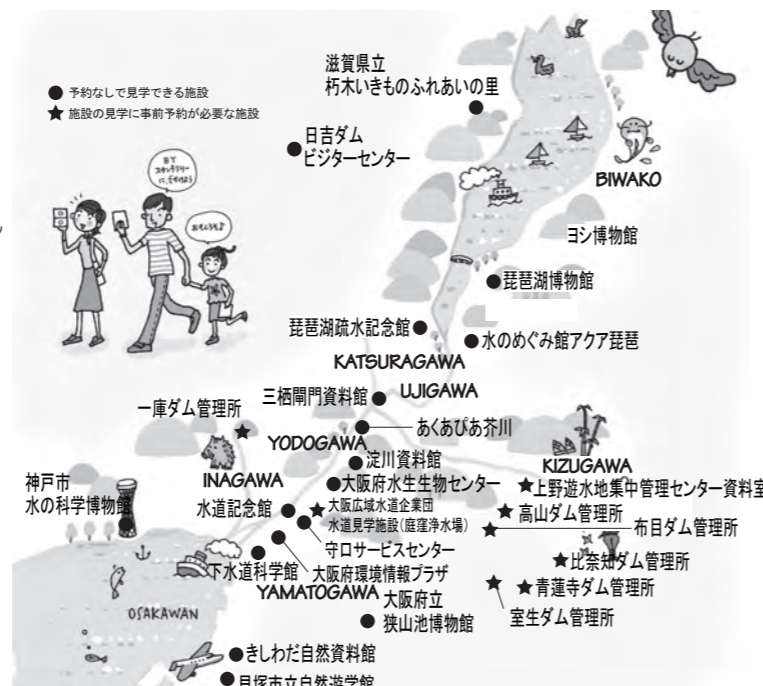 ● 予約なしで見学できる施設
★ 施設の見学に事前予約が必要な施設
滋賀県立
朽木いきものふれあいの里
日吉ダム
ビジターセンター
BIWAKO
ヨシ博物館
琵琶湖博物館
琵琶湖疏水記念館
水のめぐみ館アクア琵琶
KATSURAGAWA
三栖閘門資料館
UJIGAWA
一庫ダム管理所
あくあぴあ芥川
YODOGAWA
淀川資料館
KIZUGAWA
INAGAWA
大阪府水生生物センター
上野遊水地集中管理センター資料室
神戸市
水の科学博物館
水道記念館
大阪広域水道企業団
水道見学施設(庭窪浄水場)
高山ダム管理所
布目ダム管理所
守口サービスセンター
比奈知ダム管理所
下水道科学館
大阪府環境情報プラザ
青蓮寺ダム管理所
YAMATOGAWA
大阪府立
狭山池博物館
室生ダム管理所
OSAKAWAN
きしわだ自然資料館
貝塚市立自然遊学館